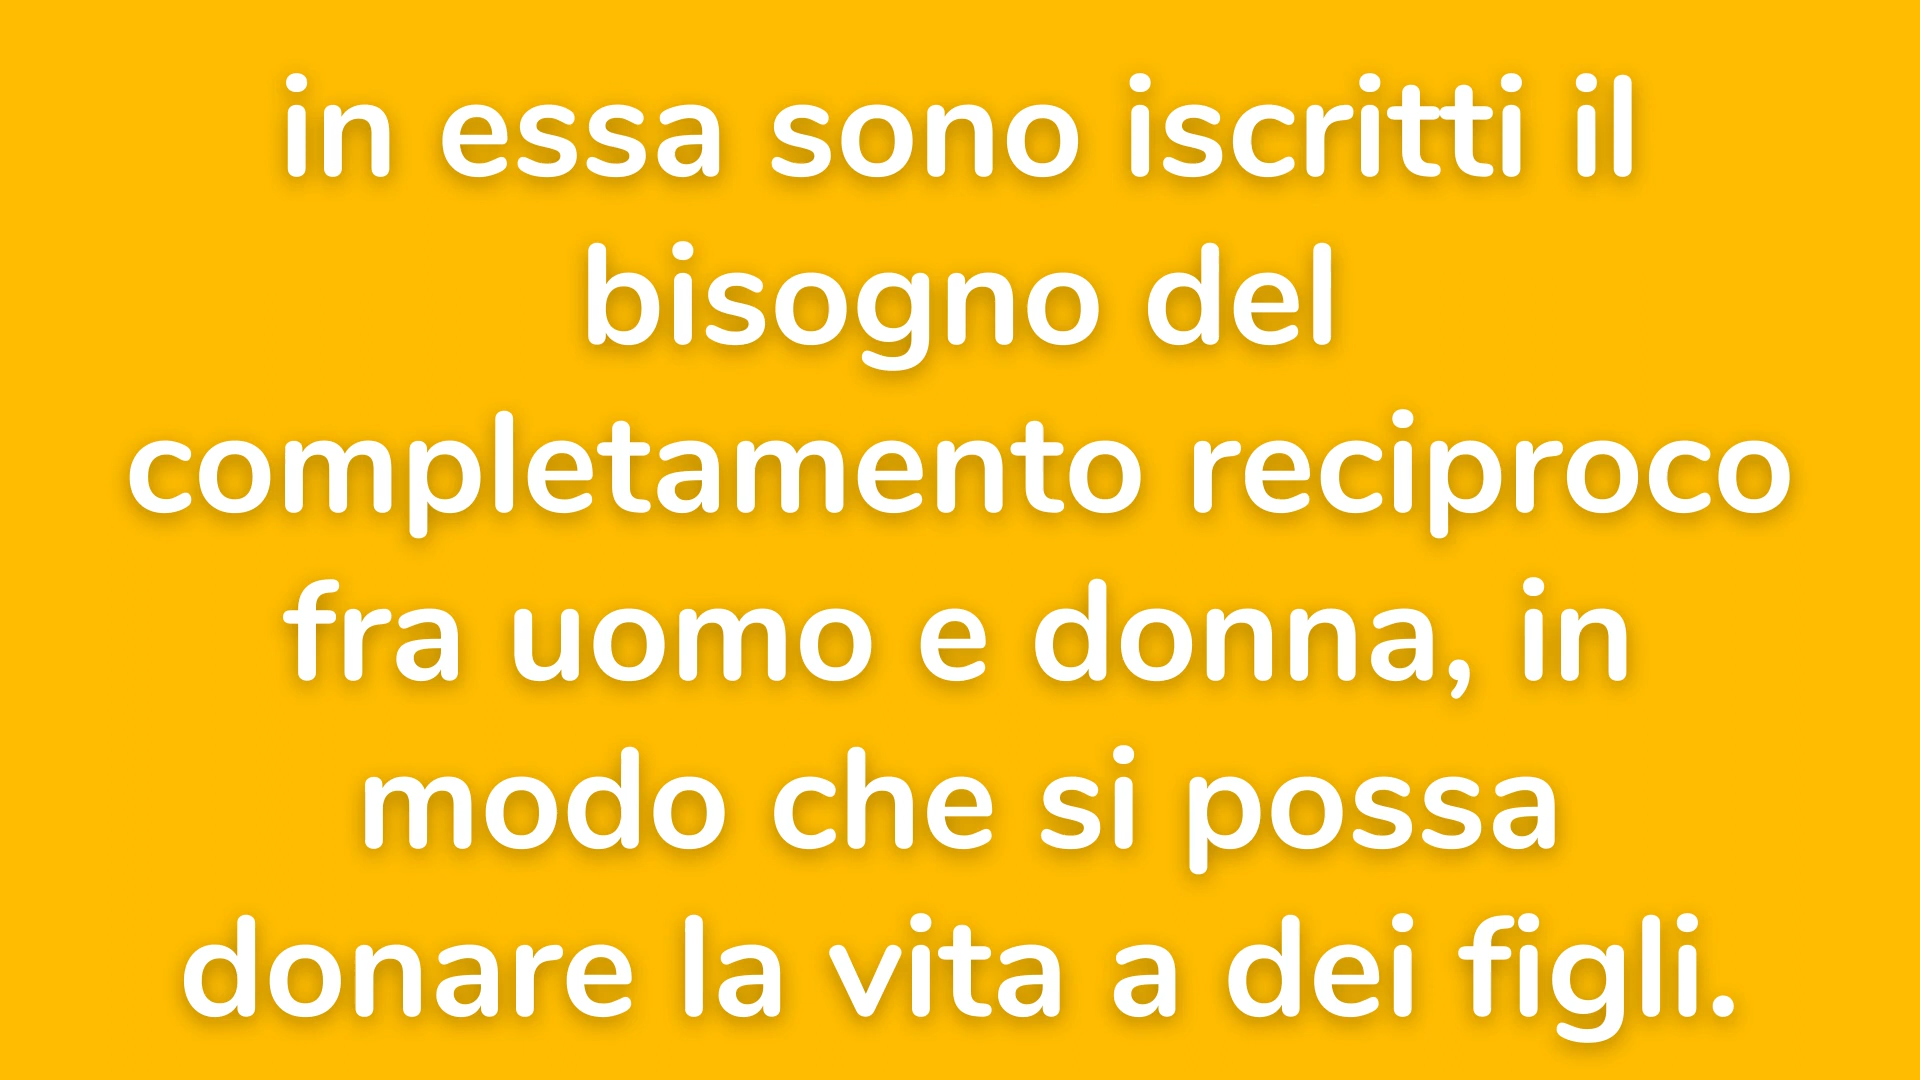 in essa sono iscritti il
bisogno del
completamento reciproco
fra uomo e donna, in
modo che si possa
donare la vita a dei figli.